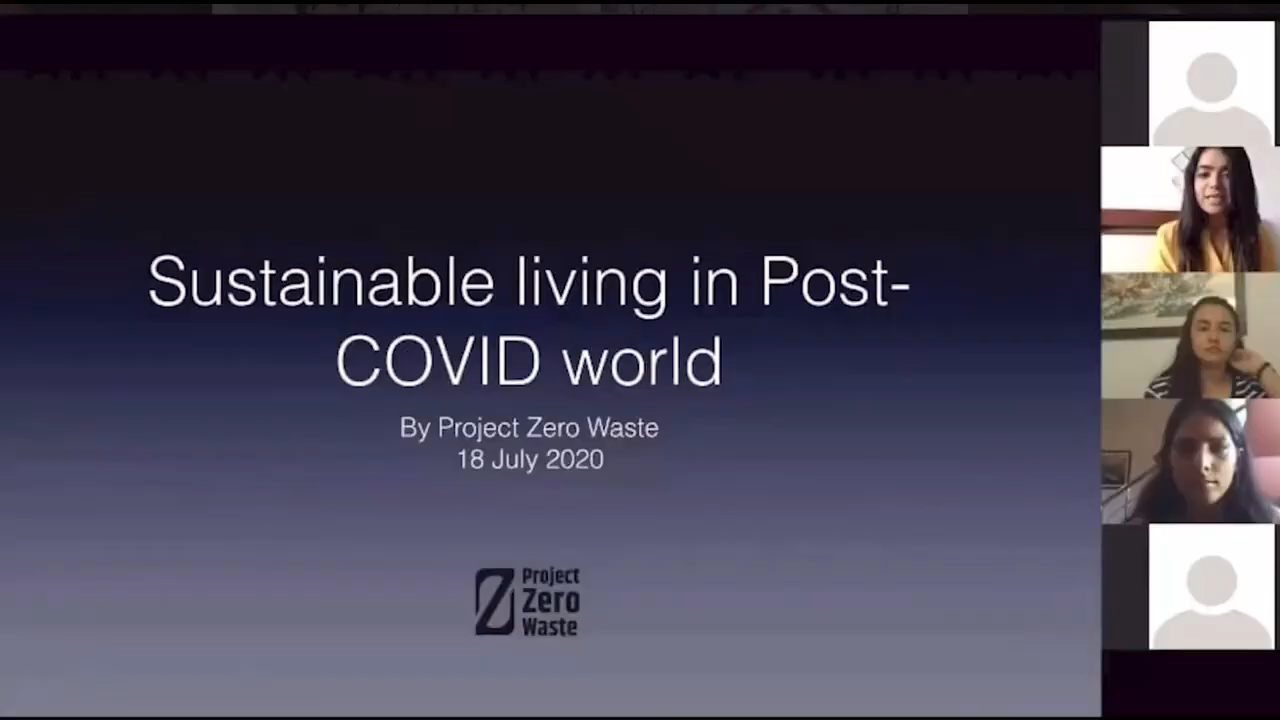 Sustainable living in Post-
COVID world
By Project Zero Waste
18 July 2020
Project
Zero
Waste